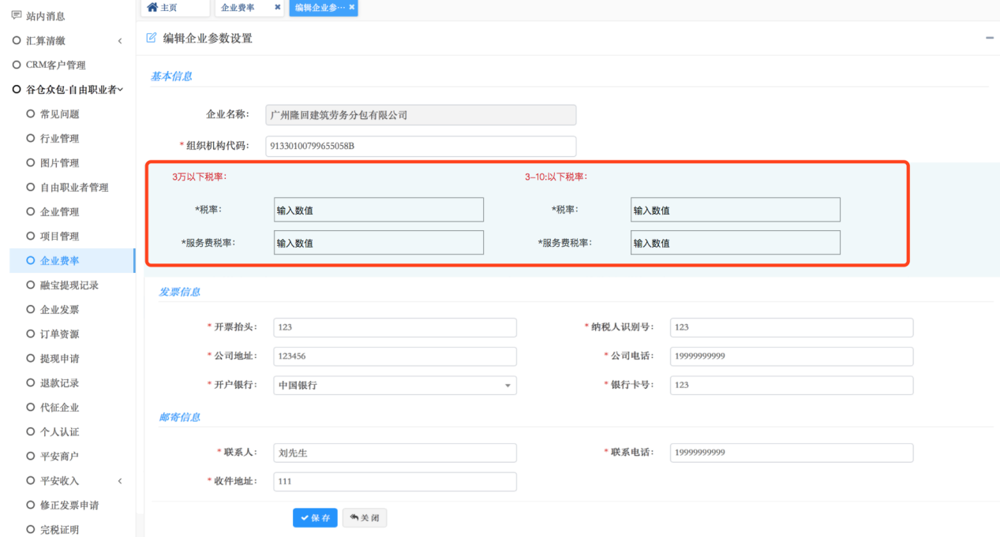 站内消息
汇算清缴
CRM客户管理
谷仓众包-自由职业者
常见问题
行业管理
图片管理
自由职业者管理
企业管理
项目管理
企业费率
融宝提现记录
企业发票
订单资源
提现申请
退款记录
代征企业
个人认证
平安商户
平安收入
修正发票申请
完税证明
主页 企业费率 × 编辑企业参… ×
编辑企业参数设置
基本信息
企业名称: 广州隆回建筑劳务分包有限公司
*组织机构代码: 91330100799655058B
3万以下税率: 3-10:以下税率:
*税率: 输入数值 *税率: 输入数值
*服务费税率: 输入数值 *服务费税率: 输入数值
发票信息
*开票抬头: 123 *纳税人识别号: 123
*公司地址: 123456 *公司电话: 19999999999
*开户银行: 中国银行 *银行卡号: 123
邮寄信息
*联系人: 刘先生 *联系电话: 19999999999
*收件地址: 111
保存 关闭